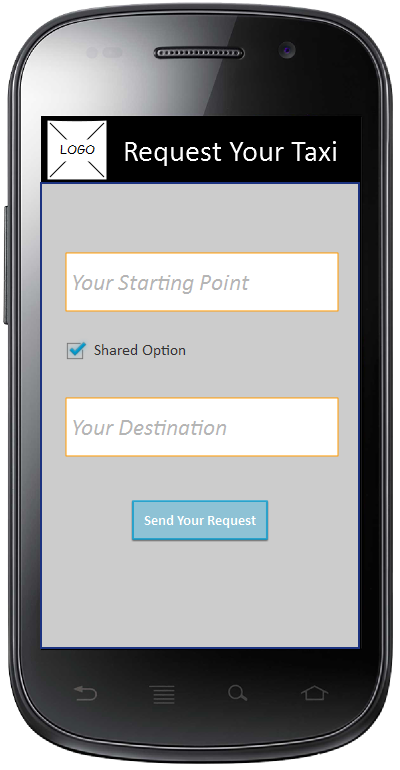 LOGO
Request Your Taxi
Your Starting Point
Shared Option
Your Destination
Send Your Request